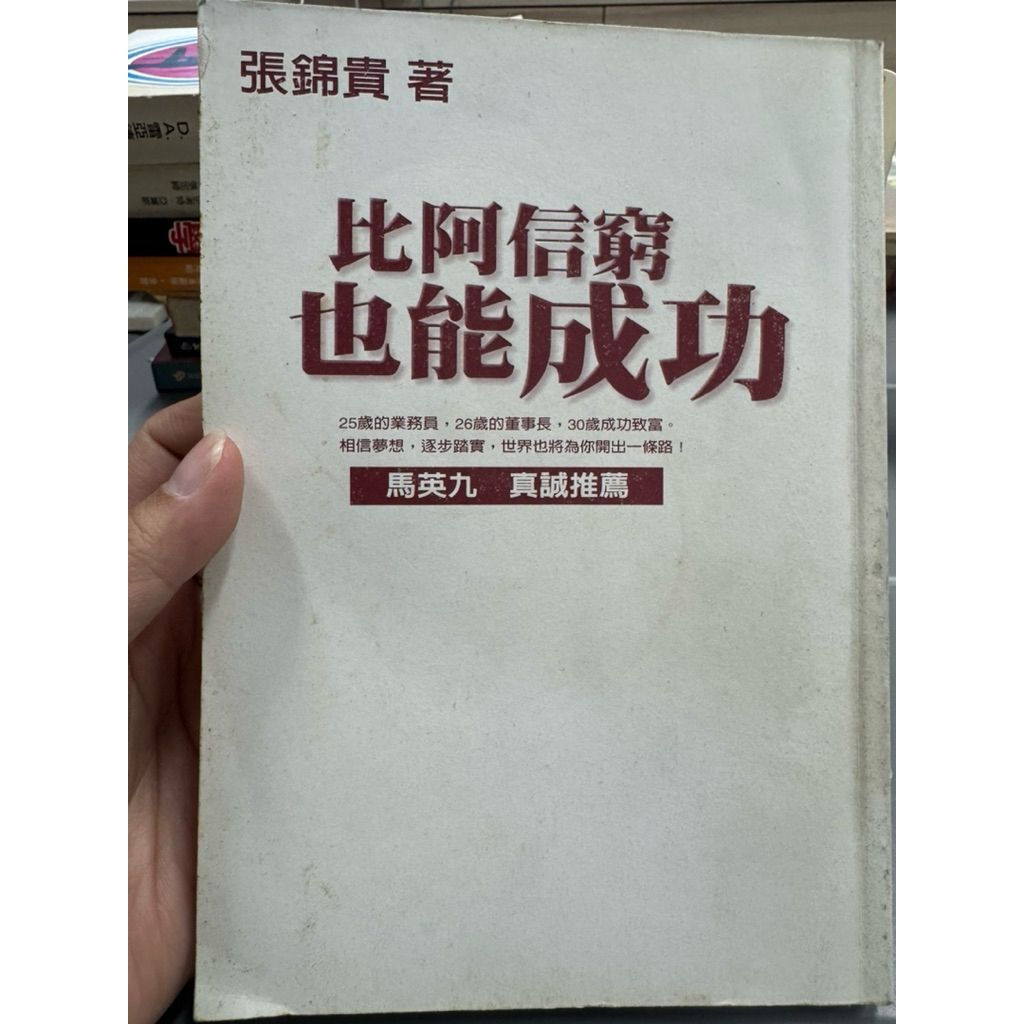 張錦貴 著
比阿信窮
也能成功
25歲的業務員，26歲的董事長，30歲成功致富。
相信夢想，逐步踏實，世界也將為你開出一條路！
馬英九 真誠推薦
D.A.
學